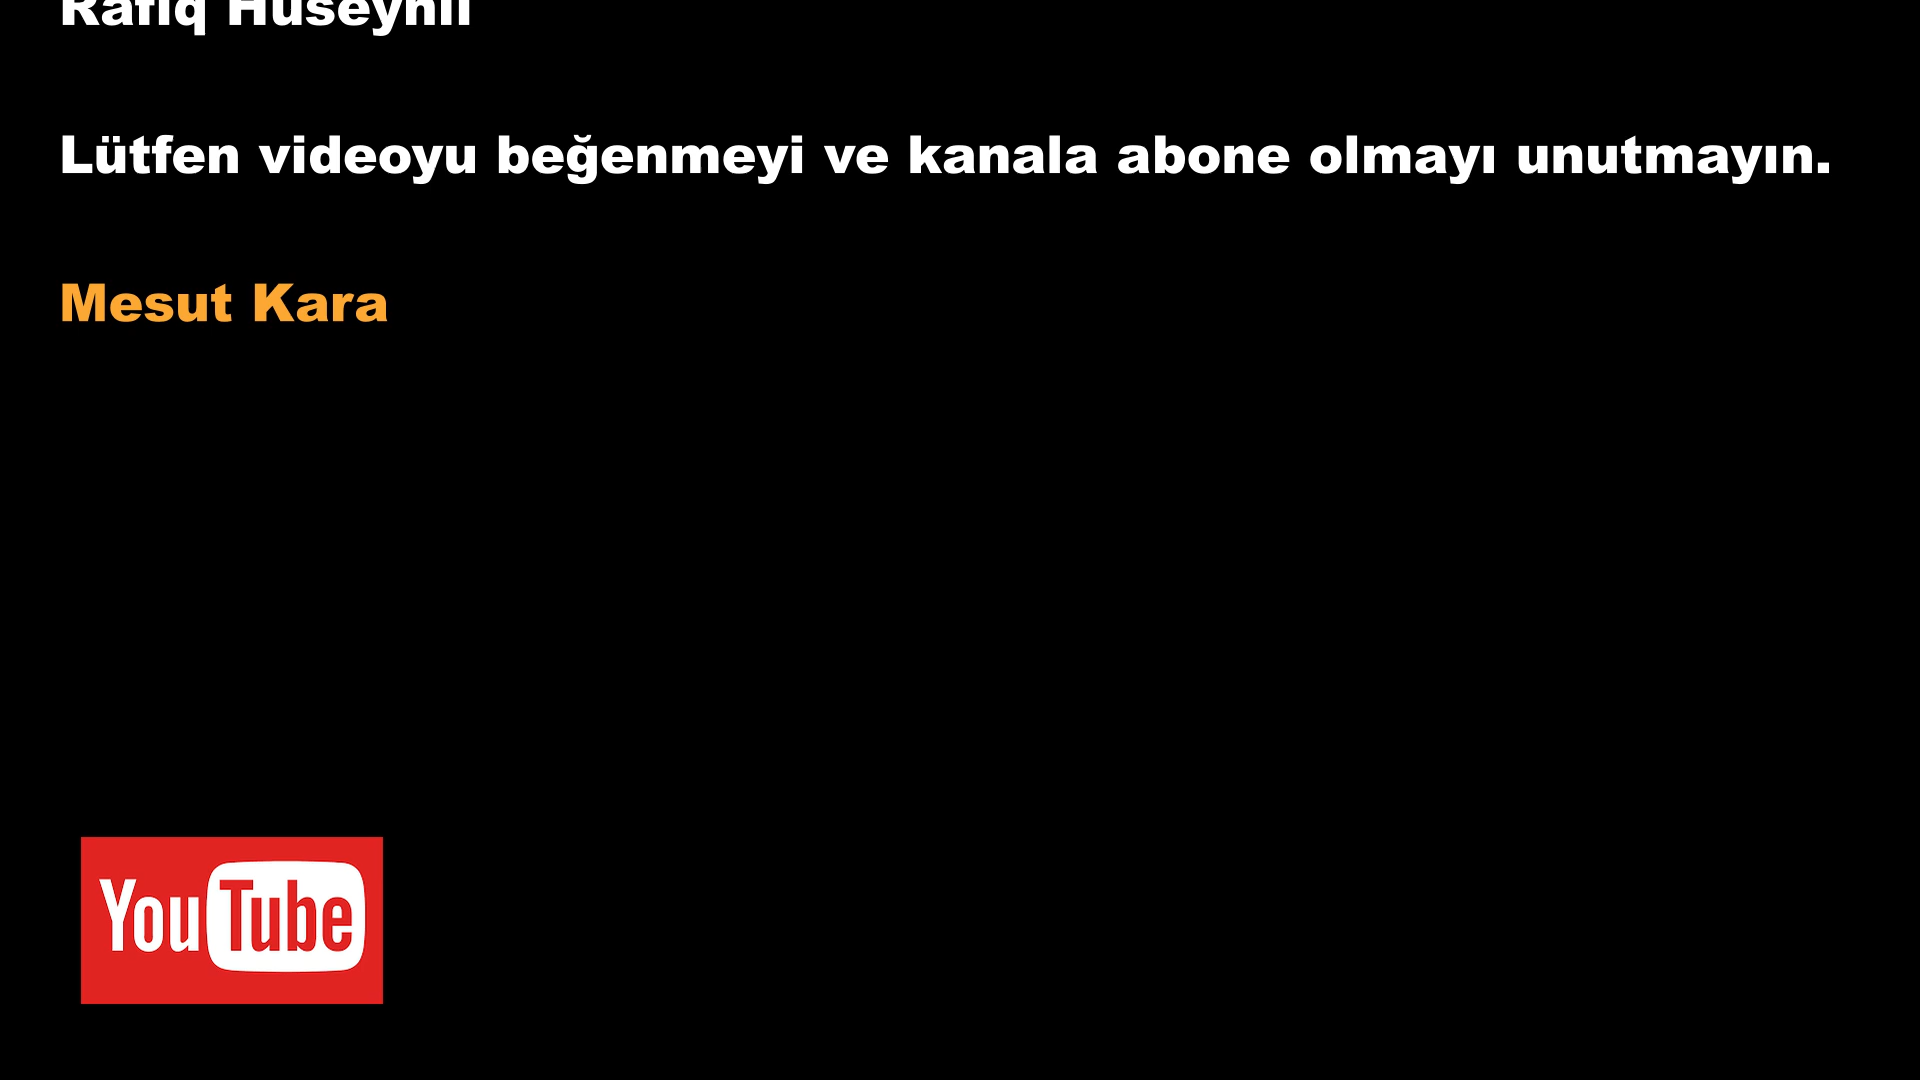 Rafiq Hüseynli
Lütfen videoyu beğenmeyi ve kanala abone olmayı unutmayın.
Mesut Kara
YouTube